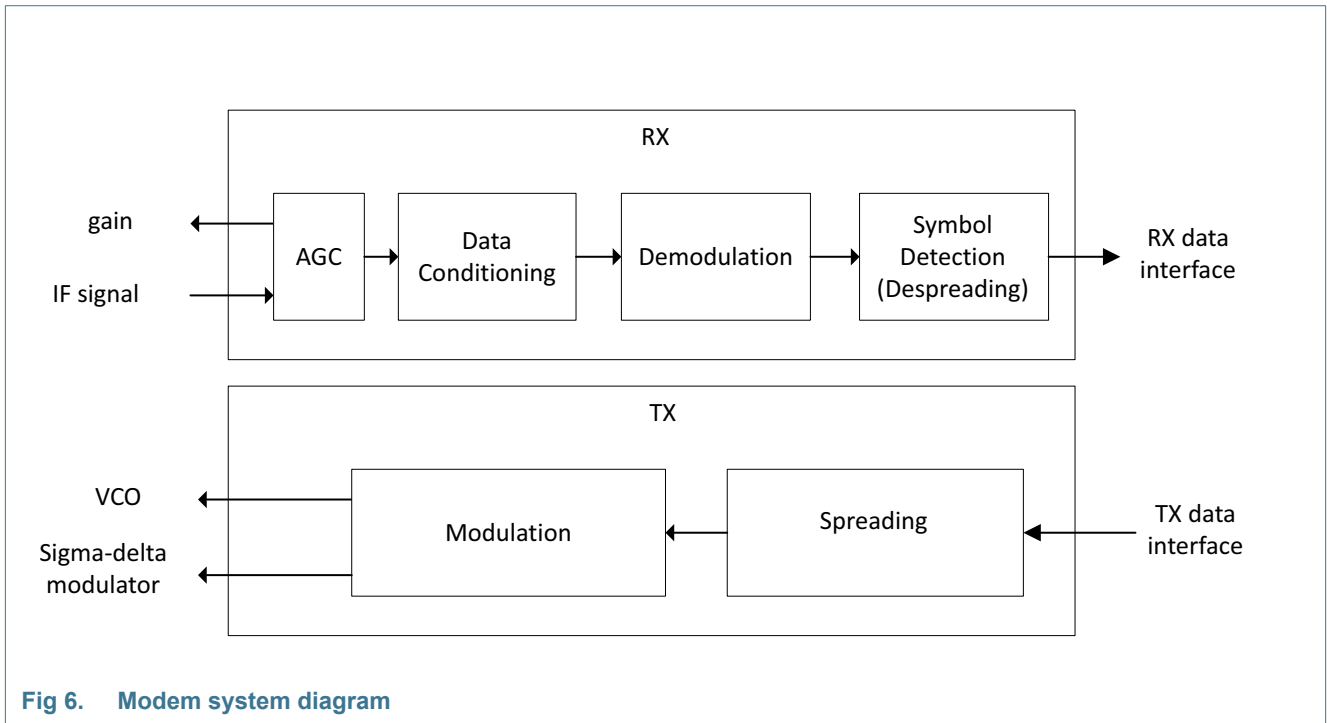 RX
gain
IF signal
AGC
Data
Conditioning
Demodulation
Symbol
Detection
(Despreading)
RX data
interface
TX
VCO
Sigma-delta
modulator
Modulation
Spreading
TX data
interface
Fig 6. Modem system diagram